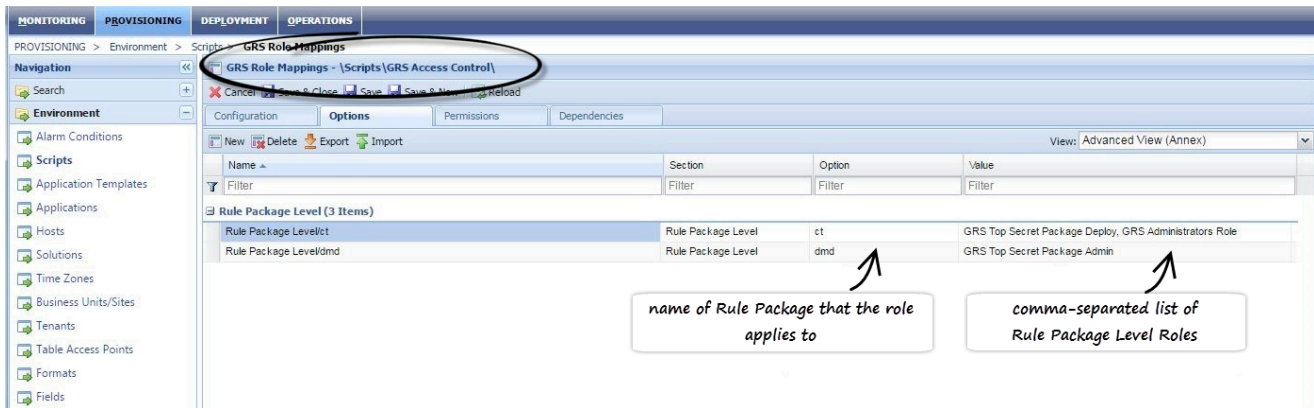 MONITORING PROVISIONING DEPLOYMENT OPERATIONS
PROVISIONING > Environment > Scripts > GRS Role Mappings
Navigation
GRS Role Mappings - \Scripts\GRS Access Control\
Search
Cancel Save & Close Save Save & New Reload
Environment
Configuration Options Permissions Dependencies
Alarm Conditions
New Delete Export Import View: Advanced View (Annex)
Scripts
Name Section Option Value
Application Templates
Filter Filter Filter Filter
Applications
Rule Package Level (3 Items)
Hosts
Rule Package Level/ct Rule Package Level ct GRS Top Secret Package Deploy, GRS Administrators Role
Solutions
Rule Package Level/dmd Rule Package Level dmd GRS Top Secret Package Admin
Time Zones
Business Units/Sites
name of Rule Package that the role
applies to
comma-separated list of
Rule Package Level Roles
Tenants
Table Access Points
Formats
Fields